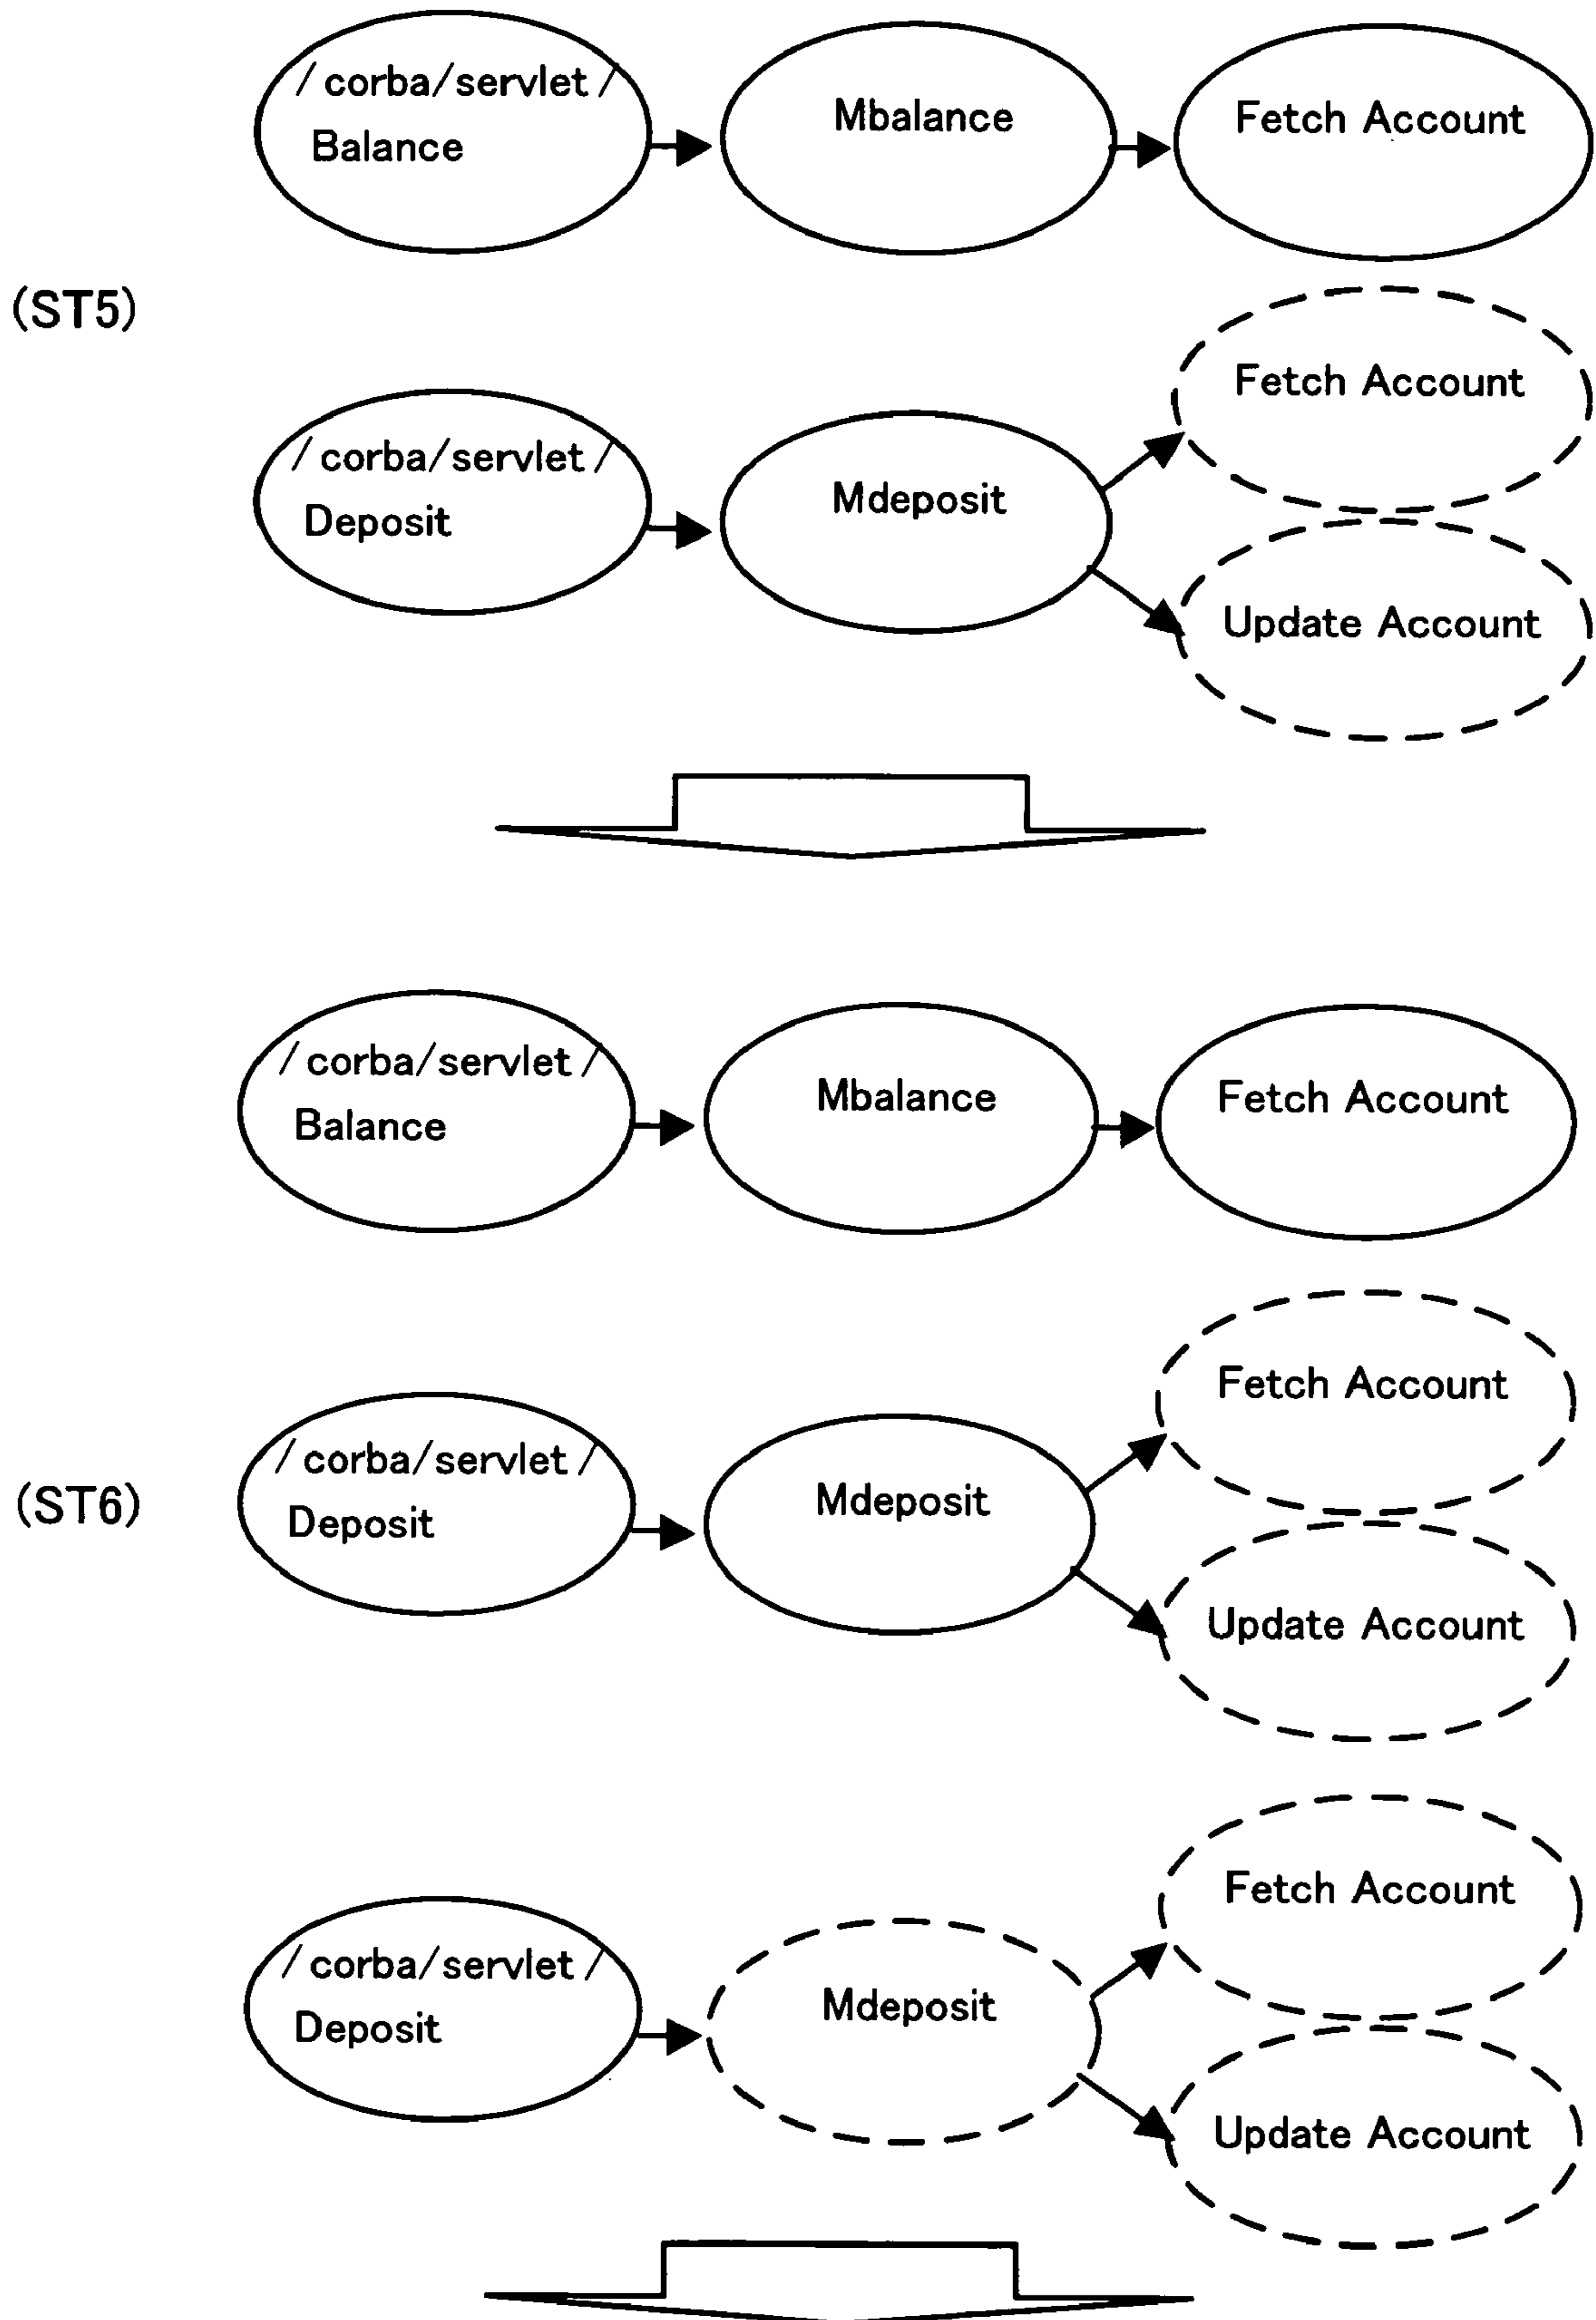 /corba/servlet/
Balance
Mbalance
Fetch Account
(ST5)
/corba/servlet/
Deposit
Mdeposit
Fetch Account
Update Account
/corba/servlet/
Balance
Mbalance
Fetch Account
(ST6)
/corba/servlet/
Deposit
Mdeposit
Fetch Account
Update Account
/corba/servlet/
Deposit
Mdeposit
Fetch Account
Update Account